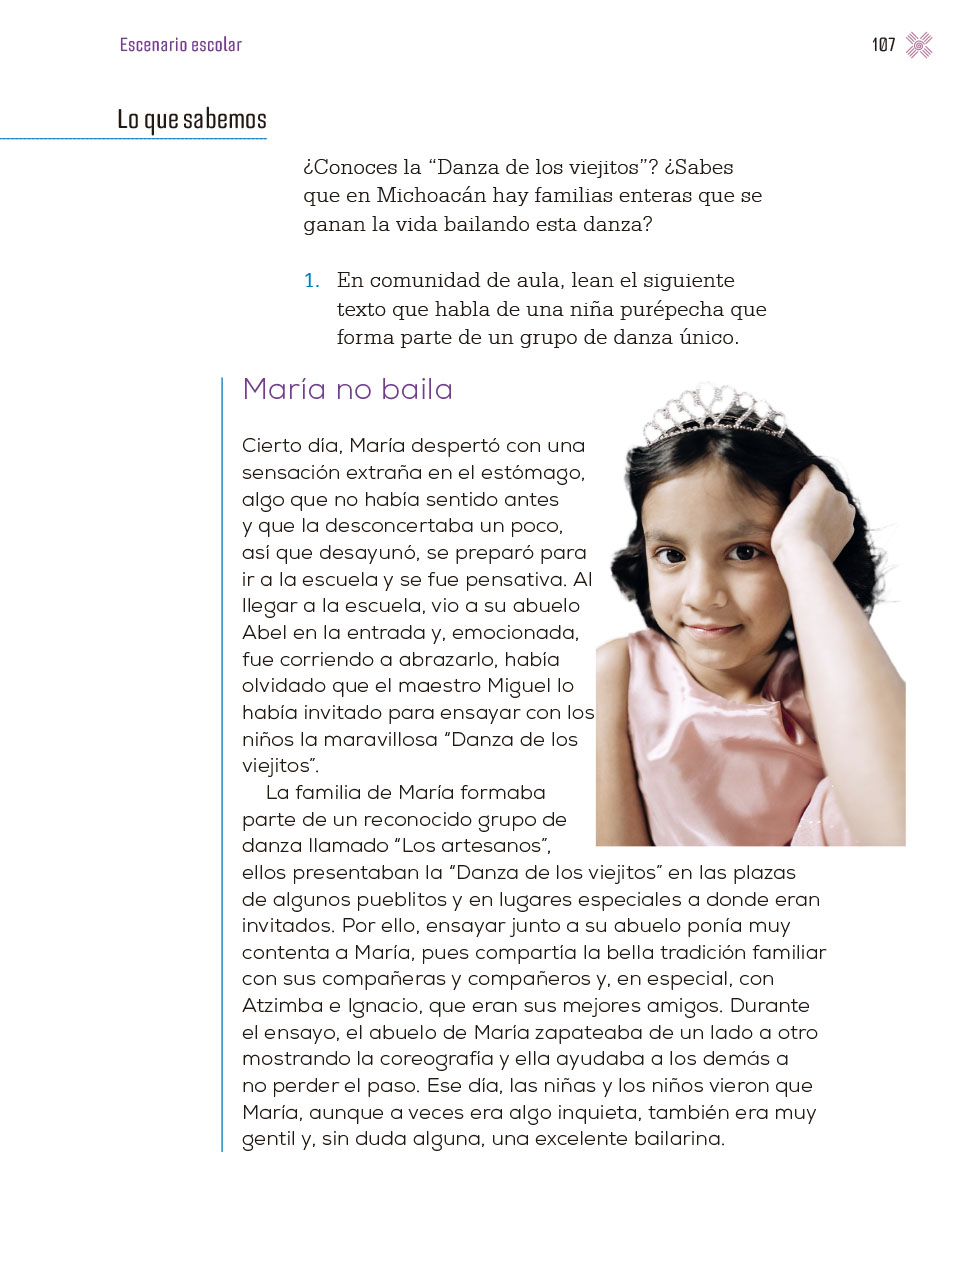 Escenario escolar
107
Lo que sabemos
¿Conoces la “Danza de los viejitos”? ¿Sabes
que en Michoacán hay familias enteras que se
ganan la vida bailando esta danza?
1. En comunidad de aula, lean el siguiente
texto que habla de una niña purépecha que
forma parte de un grupo de danza único.
María no baila
Cierto día, María despertó con una
sensación extraña en el estómago,
algo que no había sentido antes
y que la desconcertaba un poco,
así que desayunó, se preparó para
ir a la escuela y se fue pensativa. Al
llegar a la escuela, vio a su abuelo
Abel en la entrada y, emocionada,
fue corriendo a abrazarlo, había
olvidado que el maestro Miguel lo
había invitado para ensayar con los
niños la maravillosa “Danza de los
viejitos”.
La familia de María formaba
parte de un reconocido grupo de
danza llamado “Los artesanos”,
ellos presentaban la “Danza de los viejitos” en las plazas
de algunos pueblitos y en lugares especiales a donde eran
invitados. Por ello, ensayar junto a su abuelo ponía muy
contenta a María, pues compartía la bella tradición familiar
con sus compañeras y compañeros y, en especial, con
Atzimba e Ignacio, que eran sus mejores amigos. Durante
el ensayo, el abuelo de María zapateaba de un lado a otro
mostrando la coreografía y ella ayudaba a los demás a
no perder el paso. Ese día, las niñas y los niños vieron que
María, aunque a veces era algo inquieta, también era muy
gentil y, sin duda alguna, una excelente bailarina.